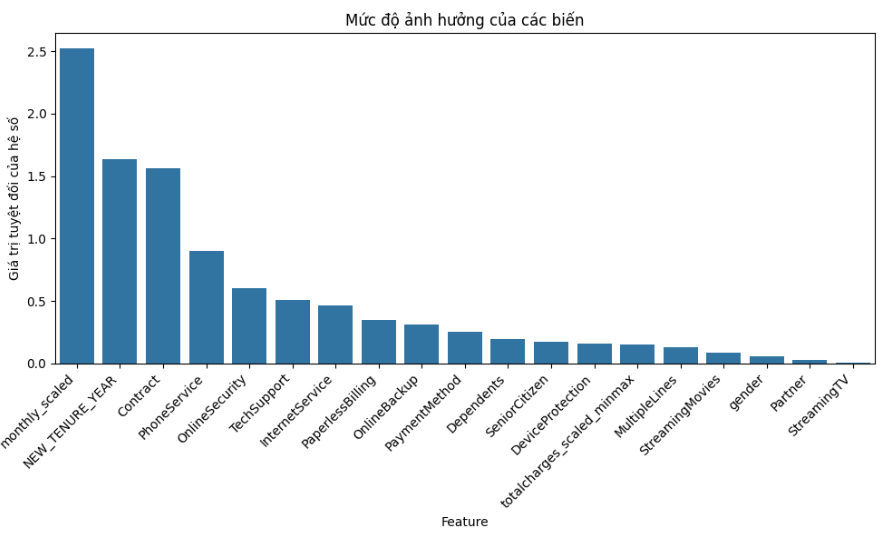 Mức độ ảnh hưởng của các biến
Giá trị tuyệt đối của hệ số
2.5
2.0
1.5
1.0
0.5
0.0
monthly_scaled
NEW_TENURE_YEAR
Contract
PhoneService
OnlineSecurity
TechSupport
InternetService
PaperlessBilling
OnlineBackup
PaymentMethod
Dependents
SeniorCitizen
DeviceProtection
totalcharges_scaled_minmax
MultipleLines
StreamingMovies
gender
Partner
StreamingTV
Feature